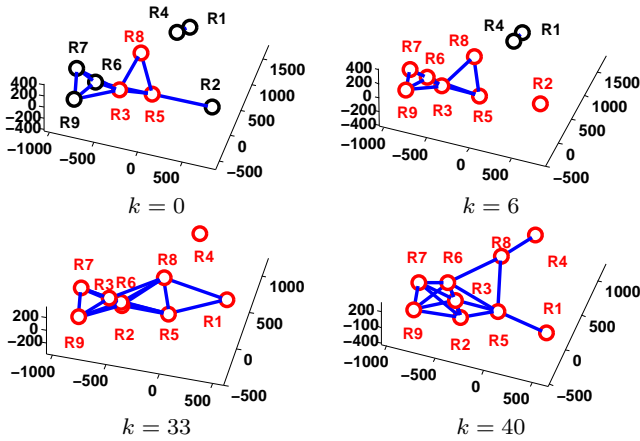 R4 R1
R7 R8
R6
R2
R9 R3 R5
400
200
0
−200
−400
−1000
−500
0
500
−500
0
500
1000
1500
k = 0
R4 R1
R8
R7 R6
R2
R9 R3 R5
400
200
0
−200
−400
−1000
−500
0
500
−500
0
500
1000
1500
k = 6
R8 R4
R7 R3 R6
R9 R2 R5 R1
200
0
−200
−1000
−500
0
500
−500
0
500
1000
k = 33
R7 R6 R8 R4
R3
R1
R9 R2 R5
200
−100
−400
−1000
−500
0
500
−500
0
500
1000
k = 40